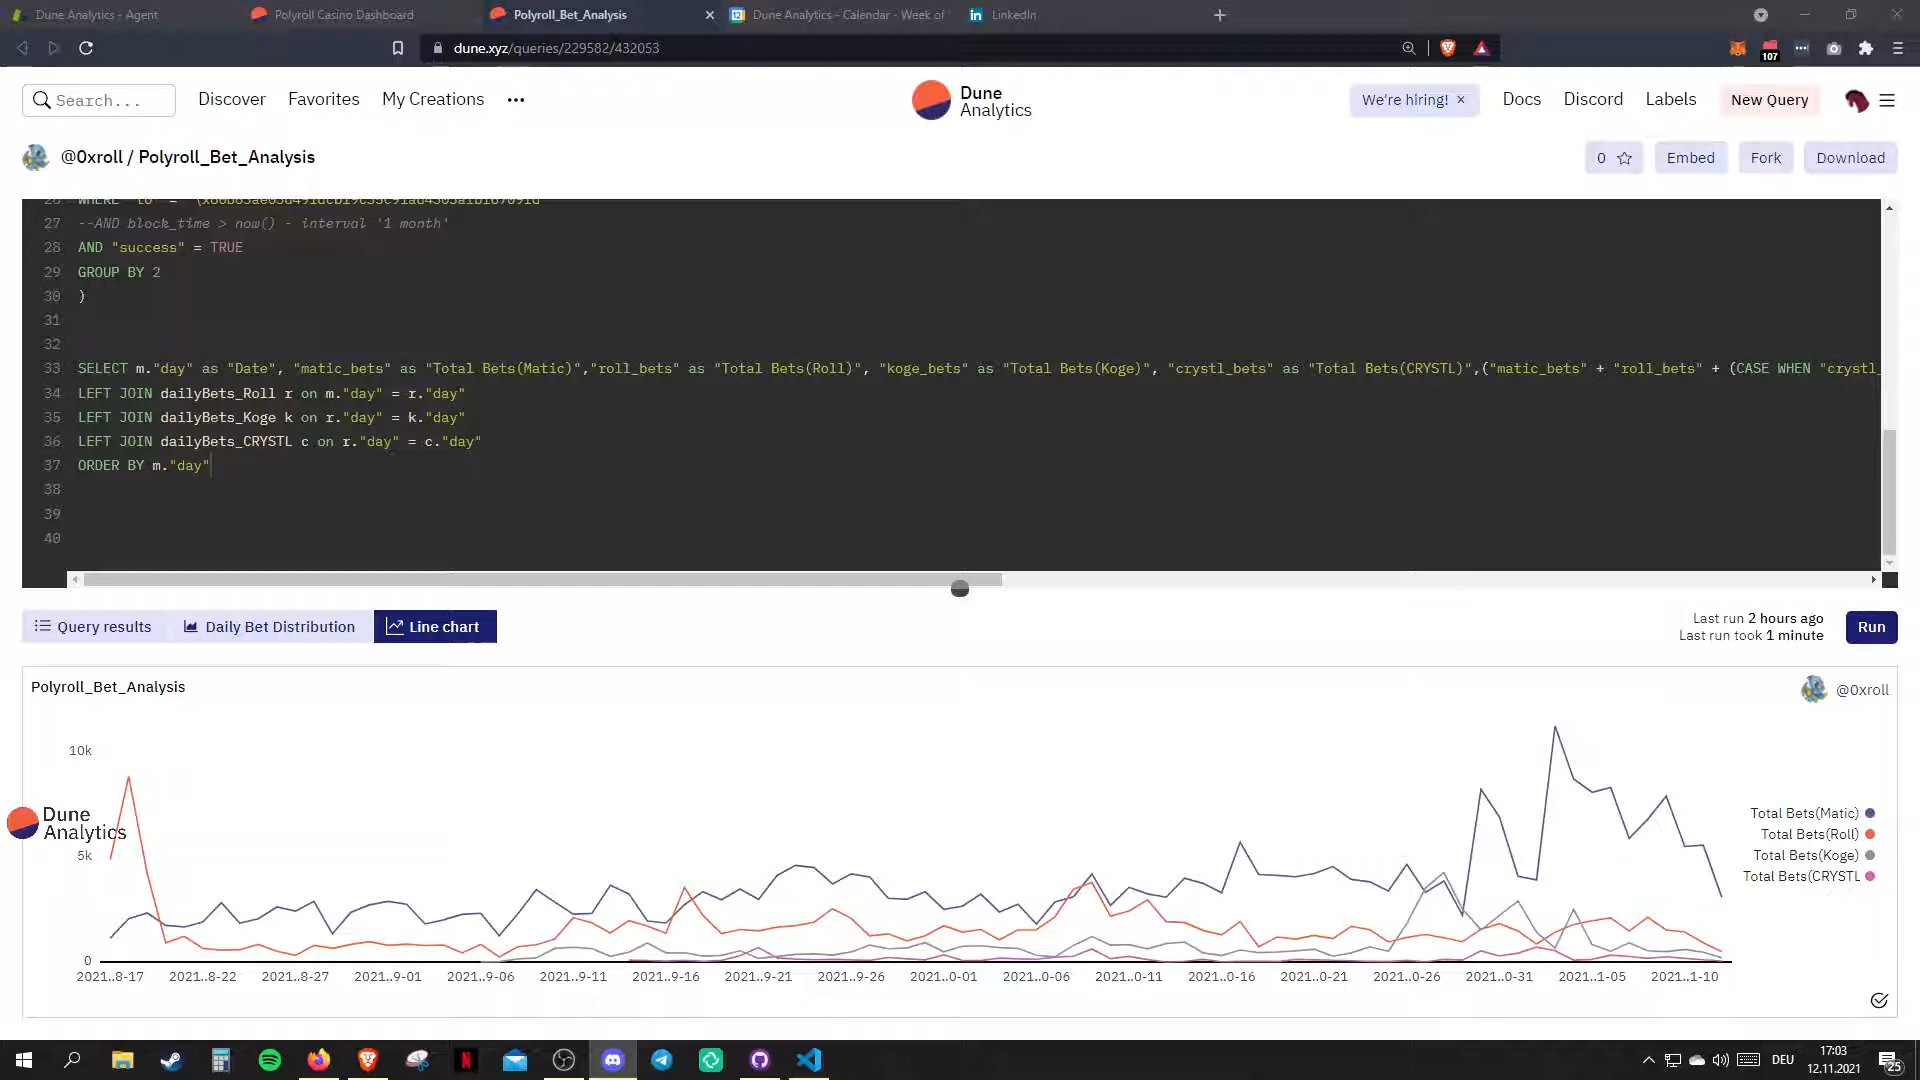 Dune Analytics - Agent
Polyroll Casino Dashboard
Polyroll_Bet_Analysis
Dune Analytics - Calendar - Week of
LinkedIn
dune.xyz/queries/229582/432053
107
Search...
Discover
Favorites
My Creations
Dune
Analytics
We're hiring! ×
Docs
Discord
Labels
New Query
@0xroll / Polyroll_Bet_Analysis
0
Embed
Fork
Download
27 --AND block_time > now() - interval '1 month'
28 AND "success" = TRUE
29 GROUP BY 2
30 )
31
32
33 SELECT m."day" as "Date", "matic_bets" as "Total Bets(Matic)","roll_bets" as "Total Bets(Roll)", "koge_bets" as "Total Bets(Koge)", "crystl_bets" as "Total Bets(CRYSTL)",("matic_bets" + "roll_bets" + (CASE WHEN "crystl_
34 LEFT JOIN dailyBets_Roll r on m."day" = r."day"
35 LEFT JOIN dailyBets_Koge k on r."day" = k."day"
36 LEFT JOIN dailyBets_CRYSTL c on r."day" = c."day"
37 ORDER BY m."day"
38
39
40
Query results
Daily Bet Distribution
Line chart
Last run 2 hours ago
Last run took 1 minute
Run
Polyroll_Bet_Analysis
@0xroll
10k
Dune
Analytics
5k
0
Total Bets(Matic)
Total Bets(Roll)
Total Bets(Koge)
Total Bets(CRYSTL
2021..8-17 2021..8-22 2021..8-27 2021..9-01 2021..9-06 2021..9-11 2021..9-16 2021..9-21 2021..9-26 2021..0-01 2021..0-06 2021..0-11 2021..0-16 2021..0-21 2021..0-26 2021..0-31 2021..1-05 2021..1-10
DEU
17:03
12.11.2021
25